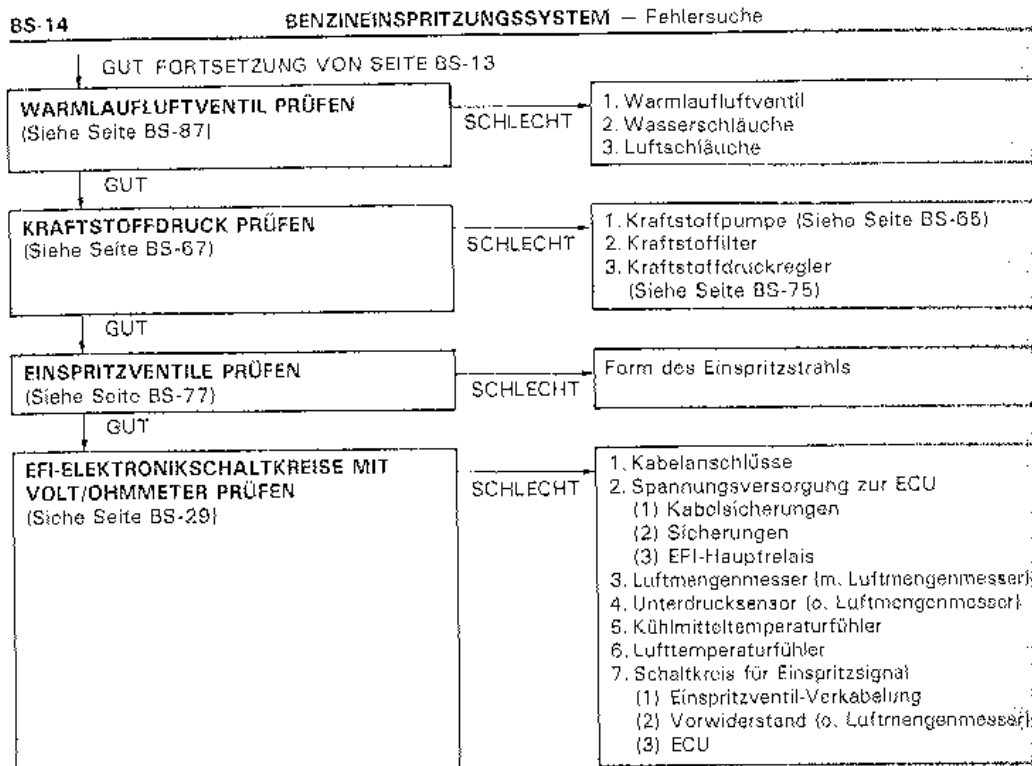 BS-14 BENZINEINSPRITZUNGSSYSTEM — Fehlersuche
GUT FORTSETZUNG VON SEITE BS-13
WARMLAUFLUFTVENTIL PRÜFEN
(Siehe Seite BS-87)
SCHLECHT
1. Warmlaufluftventil
2. Wasserschläuche
3. Luftschläuche
GUT
KRAFTSTOFFDRUCK PRÜFEN
(Siehe Seite BS-67)
SCHLECHT
1. Kraftstoffpumpe (Siehe Seite BS-65)
2. Kraftstoffilter
3. Kraftstoffdruckregler
(Siehe Seite BS-75)
GUT
EINSPRITZVENTILE PRÜFEN
(Siehe Seite BS-77)
SCHLECHT
Form des Einspritzstrahls
GUT
EFI-ELEKTRONIKSCHALTKREISE MIT
VOLT/OHMMETER PRÜFEN
(Siehe Seite BS-29)
SCHLECHT
1. Kabelanschlüsse
2. Spannungsversorgung zur ECU
(1) Kabelsicherungen
(2) Sicherungen
(3) EFI-Hauptrelais
3. Luftmengenmesser (m. Luftmengenmesser)
4. Unterdrucksensor (o. Luftmengenmesser)
5. Kühlmitteltemperaturfühler
6. Lufttemperaturfühler
7. Schaltkreis für Einspritzsignal
(1) Einspritzventil-Verkabelung
(2) Vorwiderstand (o. Luftmengenmesser)
(3) ECU